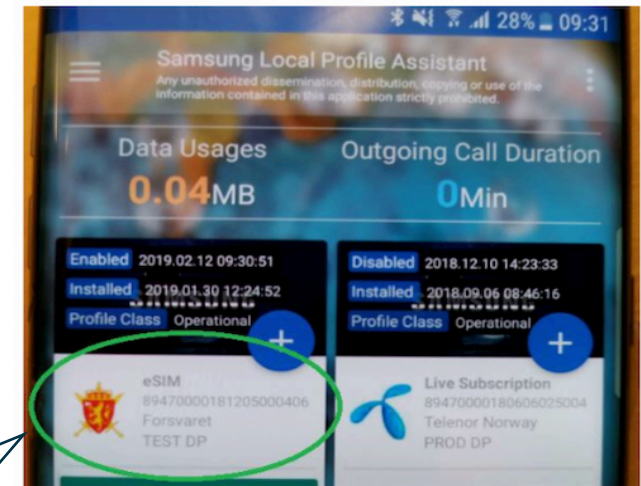 28% 09:31
Samsung Local Profile Assistant
Any unauthorized dissemination, distribution, copying or use of the
information contained in this application strictly prohibited.
Data Usages
0.04MB
Outgoing Call Duration
0Min
Enabled 2019.02.12 09:30:51
Installed 2019.01.30 12:24:52
SAMSUNG
Profile Class Operational
+
eSIM
89470000181205000406
Forsvaret
TEST DP
Disabled 2018.12.10 14:23:33
Installed 2018.09.06 08:46:16
SAMSUNG
Profile Class Operational
+
Live Subscription
89470000180606025004
Telenor Norway
PROD DP